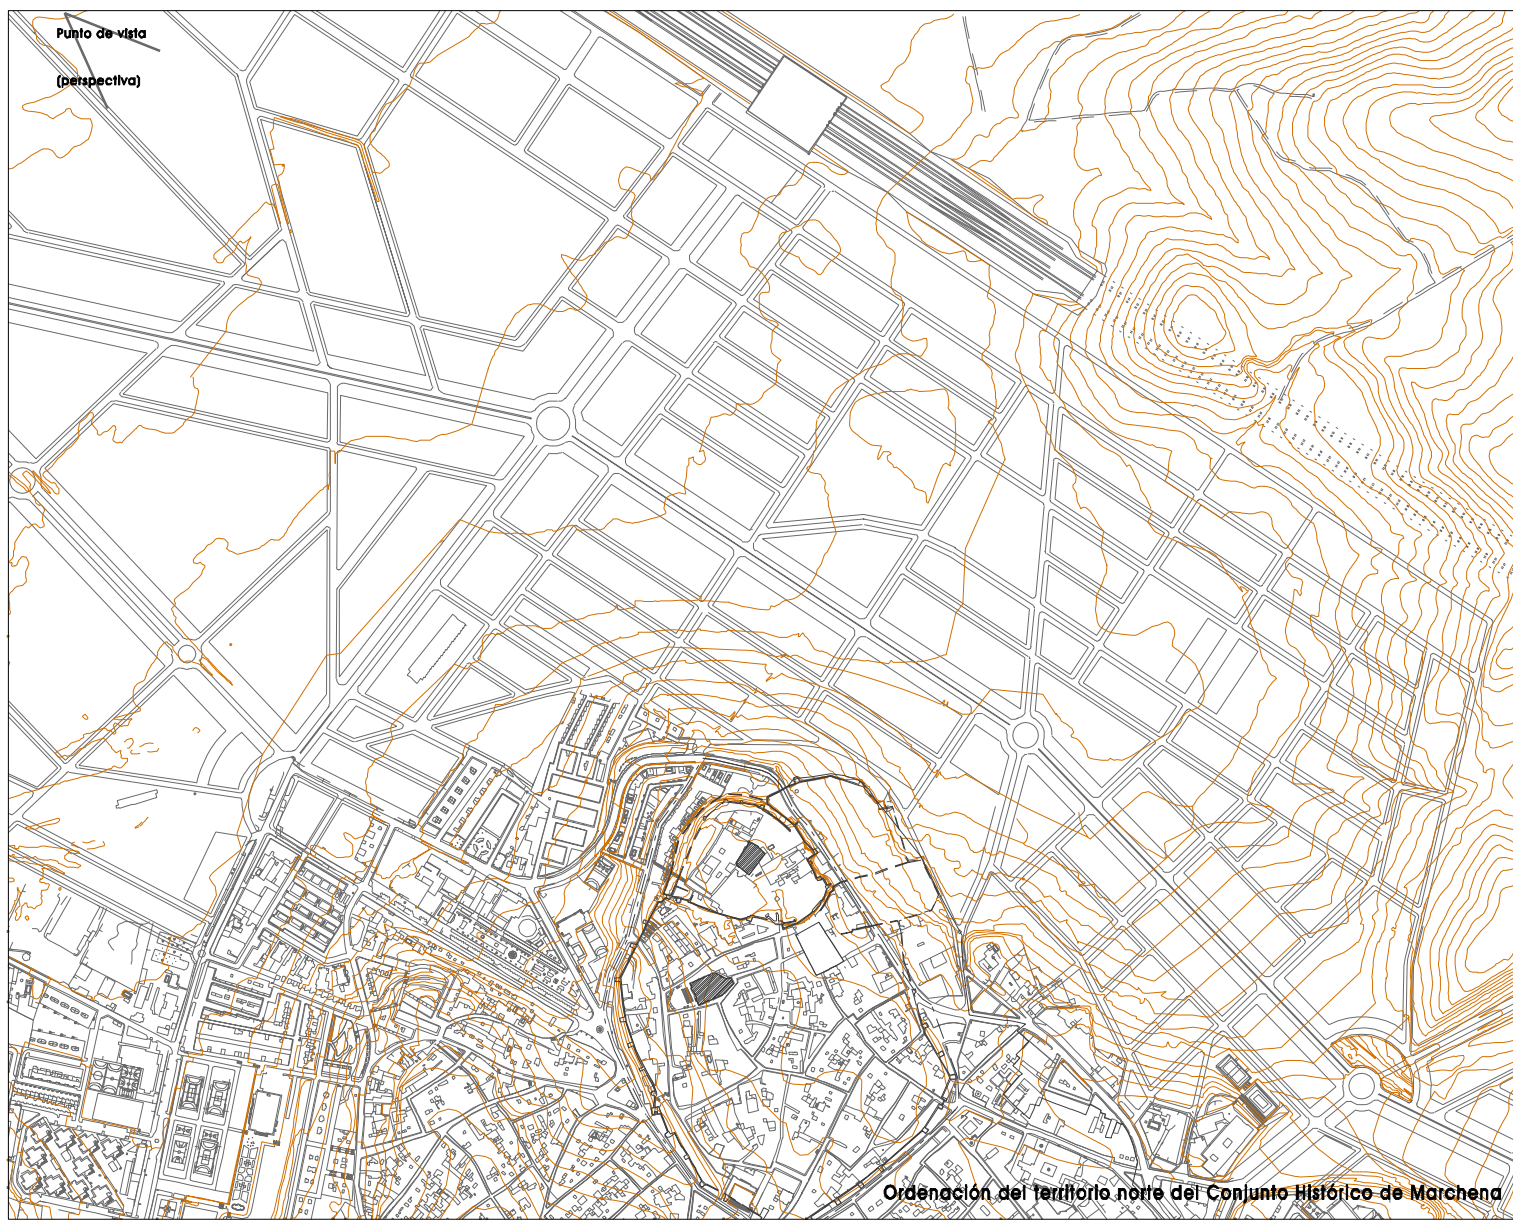 Punto de vista
(perspectiva)
Ordenación del territorio norte del Conjunto Histórico de Marchena